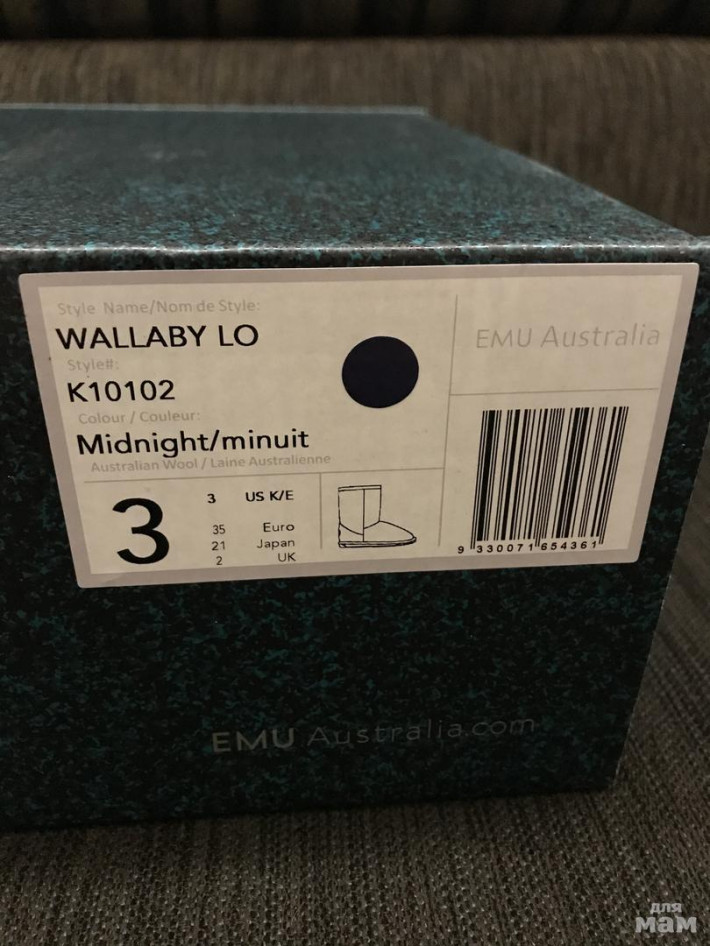 Style Name/Nom de Style:
WALLABY LO
Style#:
K10102
Colour / Couleur:
Midnight/minuit
Australian Wool / Laine Australienne
3
3 US K/E
35 Euro
21 Japan
2 UK
EMU Australia
9 330071 654361
EMU Australia.com
для
мам